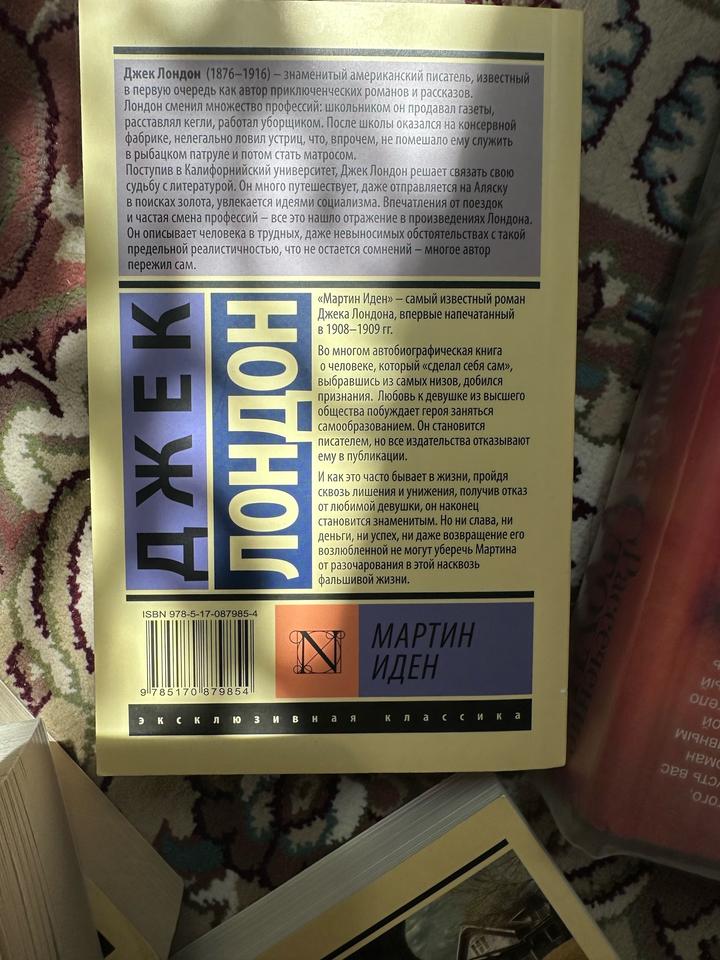 Джек Лондон (1876–1916) – знаменитый американский писатель, известный
в первую очередь как автор приключенческих романов и рассказов.
Лондон сменил множество профессий: школьником он продавал газеты,
расставлял кегли, работал уборщиком. После школы оказался на консервной
фабрике, нелегально ловил устриц, что, впрочем, не помешало ему служить
в рыбацком патруле и потом стать матросом.
Поступив в Калифорнийский университет, Джек Лондон решает связать свою
судьбу с литературой. Он много путешествует, даже отправляется на Аляску
в поисках золота, увлекается идеями социализма. Впечатления от поездок
и частая смена профессий – все это нашло отражение в произведениях Лондона.
Он описывает человека в трудных, даже невыносимых обстоятельствах с такой
предельной реалистичностью, что не остается сомнений – многое автор
пережил сам.
ДЖЕК
ЛОНДОН
«Мартин Иден» – самый известный роман
Джека Лондона, впервые напечатанный
в 1908–1909 гг.
Во многом автобиографическая книга
о человеке, который «сделал себя сам»,
выбравшись из самых низов, добился
признания. Любовь к девушке из высшего
общества побуждает героя заняться
самообразованием. Он становится
писателем, но все издательства отказывают
ему в публикации.
И как это часто бывает в жизни, пройдя
сквозь лишения и унижения, получив отказ
от любимой девушки, он наконец
становится знаменитым. Но ни слава, ни
деньги, ни успех, ни даже возвращение его
возлюбленной не могут уберечь Мартина
от разочарования в этой насквозь
фальшивой жизни.
ISBN 978-5-17-087985-4
9 785170 879854
N
МАРТИН
ИДЕН
эксклюзивная классика